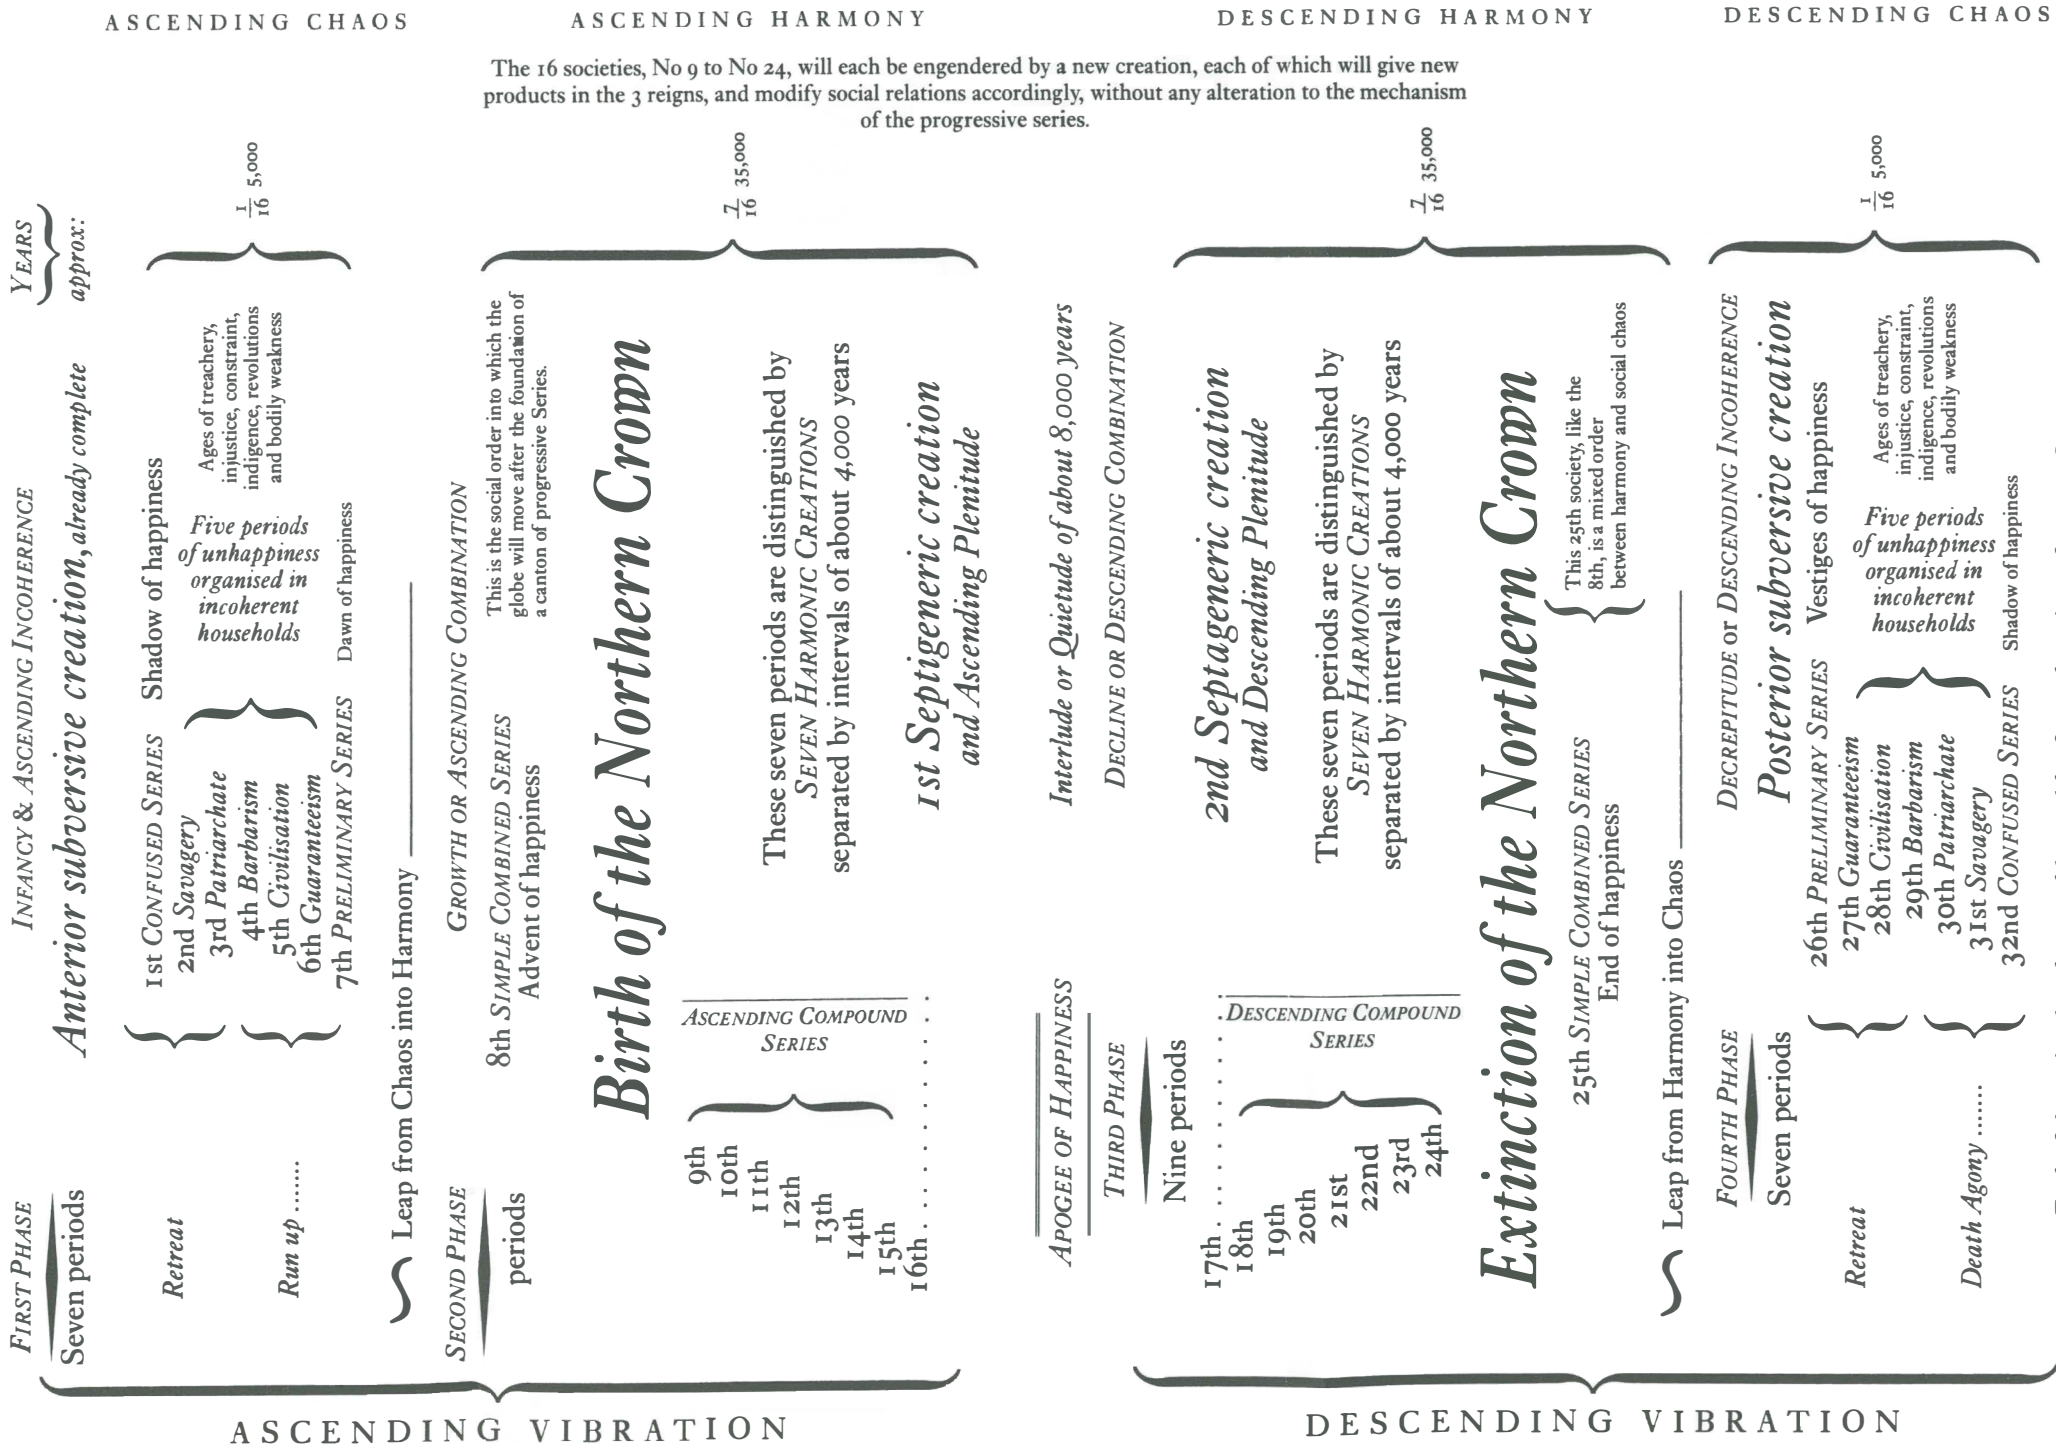 ASCENDING CHAOS
ASCENDING HARMONY
DESCENDING HARMONY
DESCENDING CHAOS
The 16 societies, No 9 to No 24, will each be engendered by a new creation, each of which will give new
products in the 3 reigns, and modify social relations accordingly, without any alteration to the mechanism
of the progressive series.
YEARS
approx:
FIRST PHASE
Seven periods
INFANCY & ASCENDING INCOHERENCE
Anterior subversive creation, already complete
Retreat
Run up ......
1st CONFUSED SERIES
Shadow of happiness
2nd Savagery
3rd Patriarchate
4th Barbarism
5th Civilisaton
6th Guaranteeism
7th PRELIMINARY SERIES
Dawn of happiness
Five periods
of unhappiness
organised in
incoherent
households
Ages of treachery,
injustice, constraint,
indigence, revolutions
and bodily weakness
1/16 5,000
Leap from Chaos into Harmony
SECOND PHASE
periods
GROWTH OR ASCENDING COMBINATION
8th SIMPLE COMBINED SERIES
Advent of happiness
This is the social order into which the
globe will move after the foundation of
a canton of progressive Series.
Birth of the Northern Crown
9th
10th
11th
12th
13th
14th
15th
16th . . . . . . . . . . . .
ASCENDING COMPOUND
SERIES
These seven periods are distinguished by
SEVEN HARMONIC CREATIONS
separated by intervals of about 4,000 years
1st Septigeneric creation
and Ascending Plenitude
7/16 35,000
ASCENDING VIBRATION
APOGEE OF HAPPINESS
Interlude or Quietude of about 8,000 years
THIRD PHASE
Nine periods
DECLINE OR DESCENDING COMBINATION
17th . . . . . . . . . . . .
18th
19th
20th
21st
22nd
23rd
24th
DESCENDING COMPOUND
SERIES
2nd Septageneric creation
and Descending Plenitude
These seven periods are distinguished by
SEVEN HARMONIC CREATIONS
separated by intervals of about 4,000 years
Extinction of the Northern Crown
25th SIMPLE COMBINED SERIES
End of happiness
This 25th society, like the
8th, is a mixed order
between harmony and social chaos
7/16 35,000
Leap from Harmony into Chaos
FOURTH PHASE
Seven periods
DECREPITUDE or DESCENDING INCOHERENCE
Posterior subversive creation
Retreat
Death Agony ......
26th PRELIMINARY SERIES
Vestiges of happiness
27th Guaranteeism
28th Civilisation
29th Barbarism
30th Patriarchate
31st Savagery
32nd CONFUSED SERIES
Shadow of happiness
Five periods
of unhappiness
organised in
incoherent
households
Ages of treachery,
injustice, constraint,
indigence, revolutions
and bodily weakness
1/16 5,000
DESCENDING VIBRATION